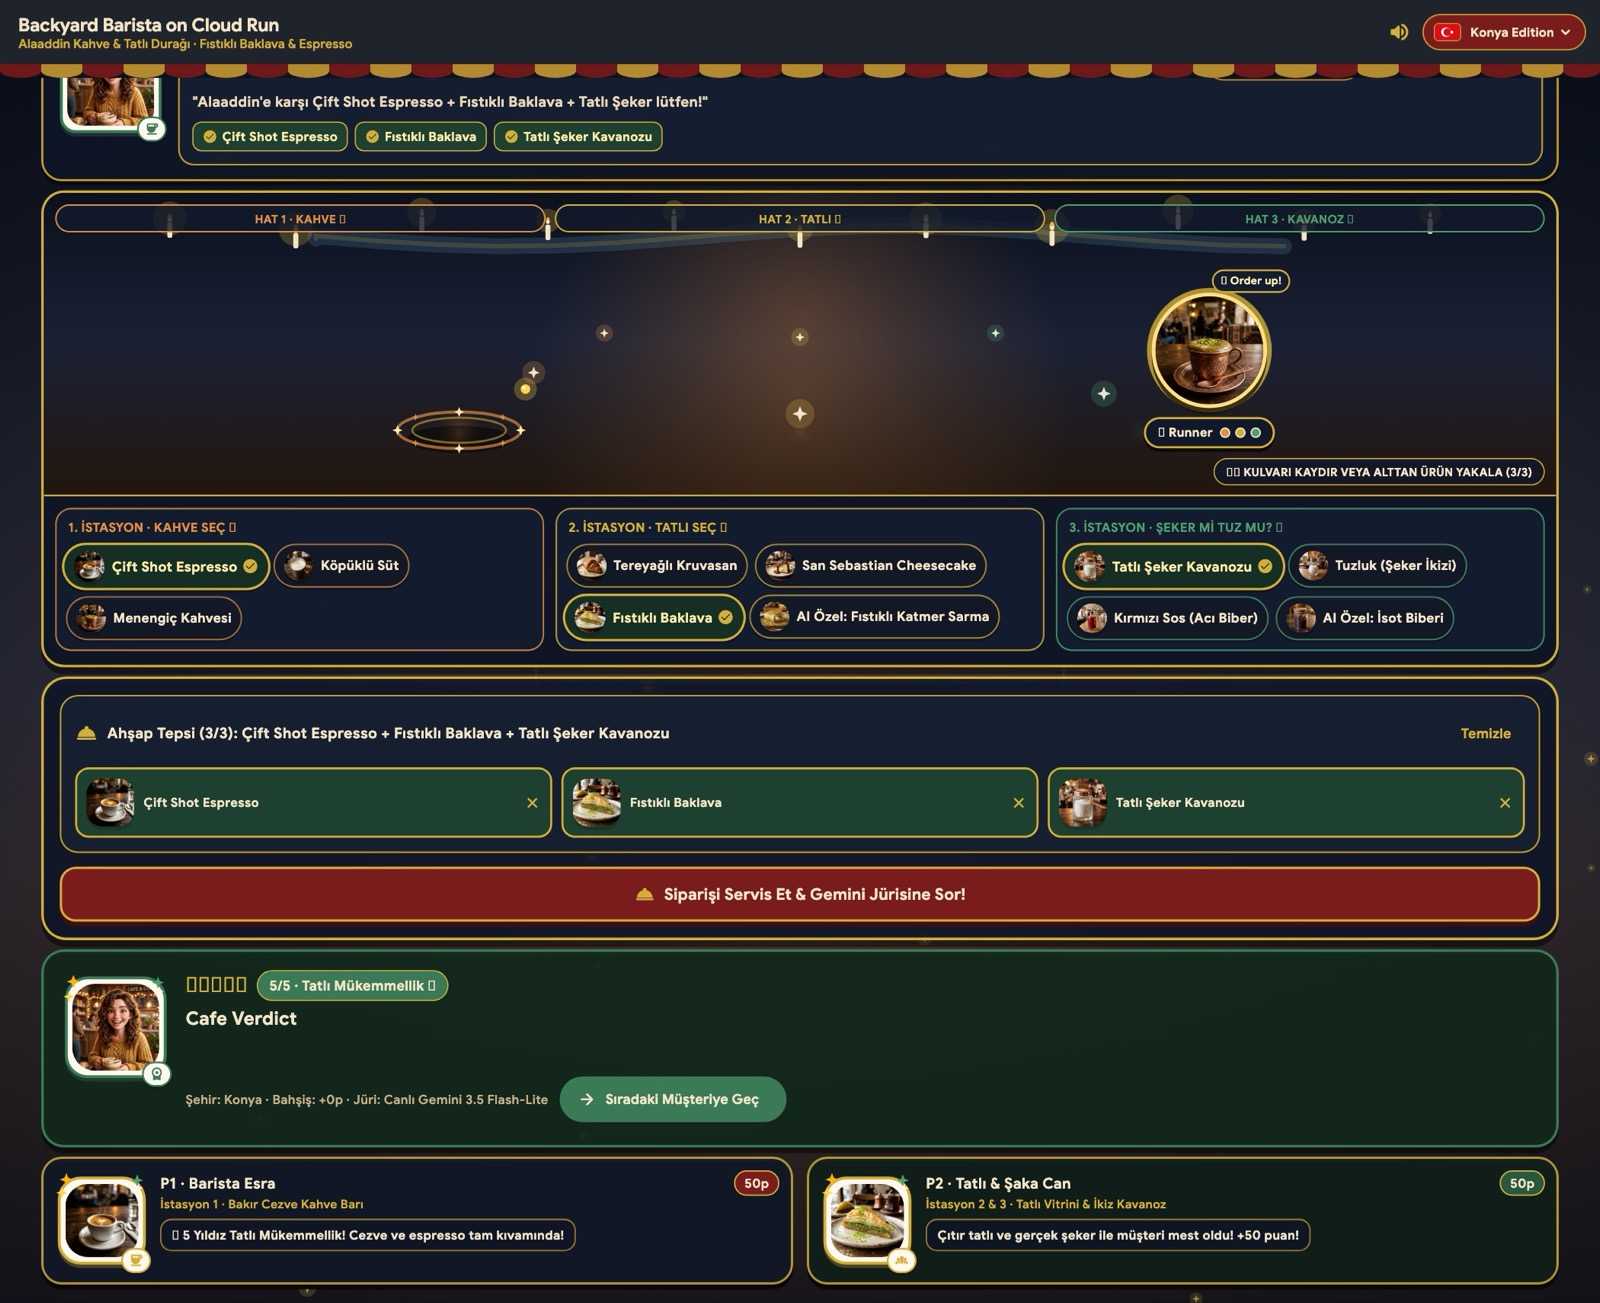 Backyard Barista on Cloud Run
Alaaddin Kahve & Tatlı Durağı · Fıstıklı Baklava & Espresso
Konya Edition
"Alaaddin'e karşı Çift Shot Espresso + Fıstıklı Baklava + Tatlı Şeker lütfen!"
Çift Shot Espresso
Fıstıklı Baklava
Tatlı Şeker Kavanozu
HAT 1 · KAHVE
HAT 2 · TATLI
HAT 3 · KAVANOZ
Order up!
Runner
KULVARI KAYDIR VEYA ALTTAN ÜRÜN YAKALA (3/3)
1. İSTASYON · KAHVE SEÇ
Çift Shot Espresso
Köpüklü Süt
Menengiç Kahvesi
2. İSTASYON · TATLI SEÇ
Tereyağlı Kruvasan
San Sebastian Cheesecake
Fıstıklı Baklava
AI Özel: Fıstıklı Katmer Sarma
3. İSTASYON · ŞEKER Mİ TUZ MU?
Tatlı Şeker Kavanozu
Tuzluk (Şeker İkizi)
Kırmızı Sos (Acı Biber)
AI Özel: İsot Biberi
Ahşap Tepsi (3/3): Çift Shot Espresso + Fıstıklı Baklava + Tatlı Şeker Kavanozu
Temizle
Çift Shot Espresso
Fıstıklı Baklava
Tatlı Şeker Kavanozu
Siparişi Servis Et & Gemini Jürisine Sor!
5/5 · Tatlı Mükemmellik
Cafe Verdict
Şehir: Konya · Bahşiş: +0p · Jüri: Canlı Gemini 3.5 Flash-Lite
Sıradaki Müşteriye Geç
P1 · Barista Esra
50p
İstasyon 1 · Bakır Cezve Kahve Barı
5 Yıldız Tatlı Mükemmellik! Cezve ve espresso tam kıvamında!
P2 · Tatlı & Şaka Can
50p
İstasyon 2 & 3 · Tatlı Vitrini & İkiz Kavanoz
Çıtır tatlı ve gerçek şeker ile müşteri mest oldu! +50 puan!